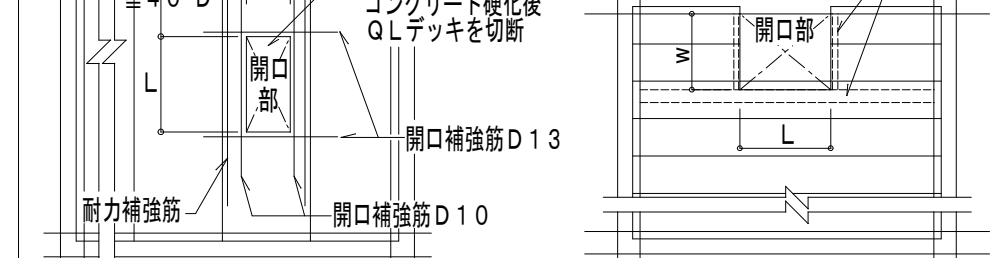 ≧40D
コンクリート硬化後
QLデッキを切断
開口
部
L
開口補強筋D13
耐力補強筋
開口補強筋D10
開口部
W
L